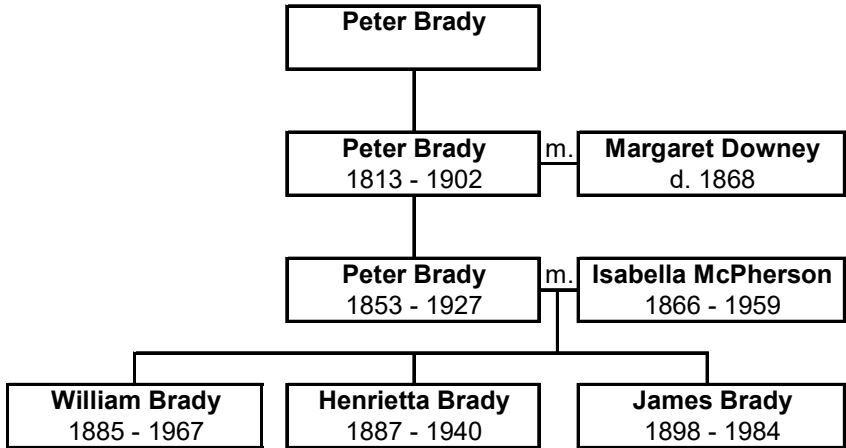 Peter Brady
Peter Brady
1813 - 1902
m.
Margaret Downey
d. 1868
Peter Brady
1853 - 1927
m.
Isabella McPherson
1866 - 1959
William Brady
1885 - 1967
Henrietta Brady
1887 - 1940
James Brady
1898 - 1984